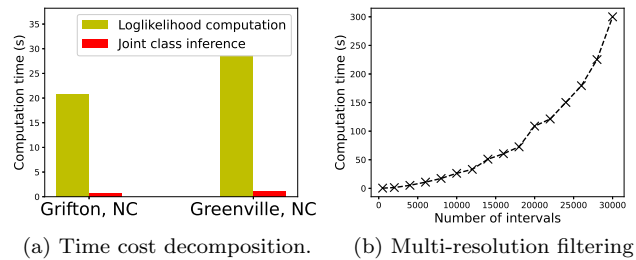 Loglikelihood computation
Joint class inference
Computation time (s)
35
30
25
20
15
10
5
0
Grifton, NC
Greenville, NC
(a) Time cost decomposition.
Computation time (s)
300
250
200
150
100
50
0
0 5000 10000 15000 20000 25000 30000
Number of intervals
(b) Multi-resolution filtering